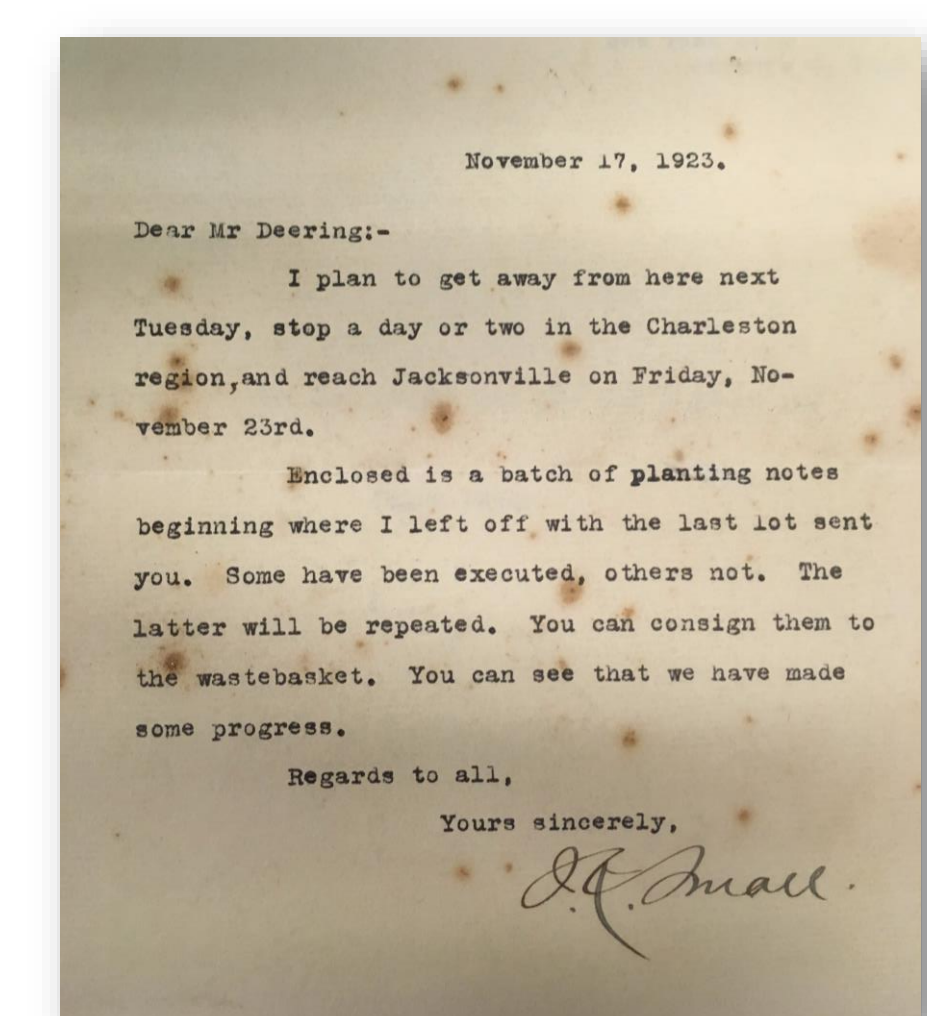 November 17, 1923.
Dear Mr Deering:-
I plan to get away from here next
Tuesday, stop a day or two in the Charleston
region,and reach Jacksonville on Friday, No-
vember 23rd.
Enclosed is a batch of planting notes
beginning where I left off with the last lot sent
you. Some have been executed, others not. The
latter will be repeated. You can consign them to
the wastebasket. You can see that we have made
some progress.
Regards to all,
Yours sincerely,
J.K. Small.